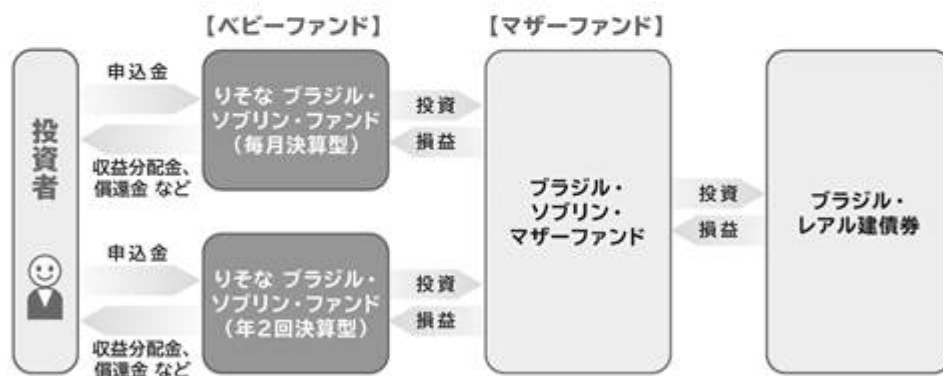 【ベビーファンド】
【マザーファンド】
投資者
申込金
収益分配金、
償還金 など
りそな ブラジル・
ソブリン・ファンド
（毎月決算型）
投資
損益
申込金
収益分配金、
償還金 など
りそな ブラジル・
ソブリン・ファンド
（年2回決算型）
投資
損益
ブラジル・
ソブリン・
マザーファンド
投資
損益
ブラジル・
レアル建債券